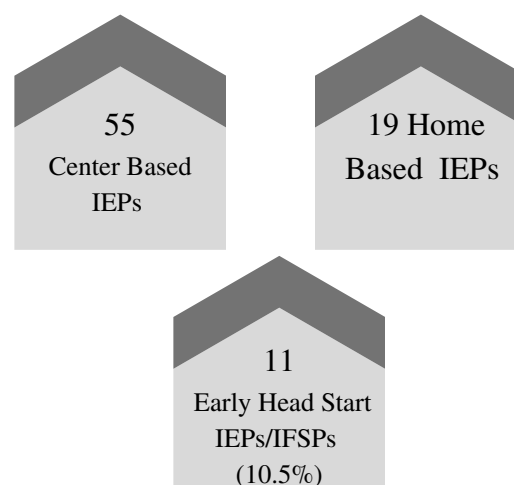 55
Center Based
IEPs
19 Home
Based IEPs
11
Early Head Start
IEPs/IFSPs
(10.5%)